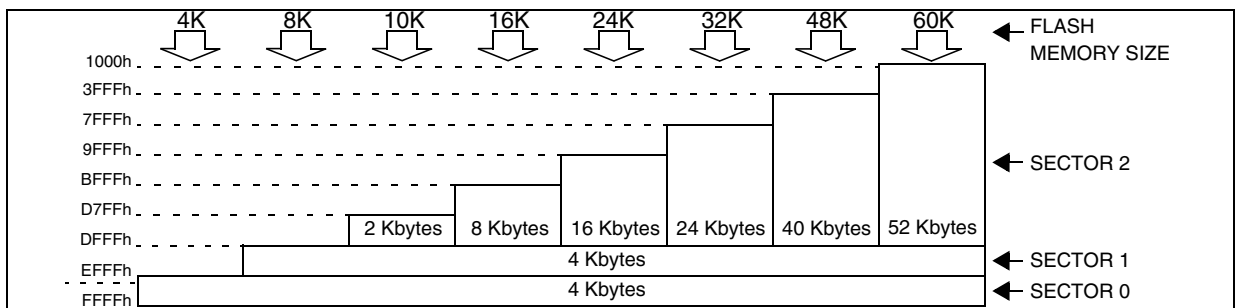 4K 8K 10K 16K 24K 32K 48K 60K
FLASH
MEMORY SIZE
1000h
3FFFh
7FFFh
9FFFh
SECTOR 2
BFFFh
D7FFh
2 Kbytes 8 Kbytes 16 Kbytes 24 Kbytes 40 Kbytes 52 Kbytes
DFFFh
4 Kbytes
SECTOR 1
EFFFh
4 Kbytes
SECTOR 0
FFFFh